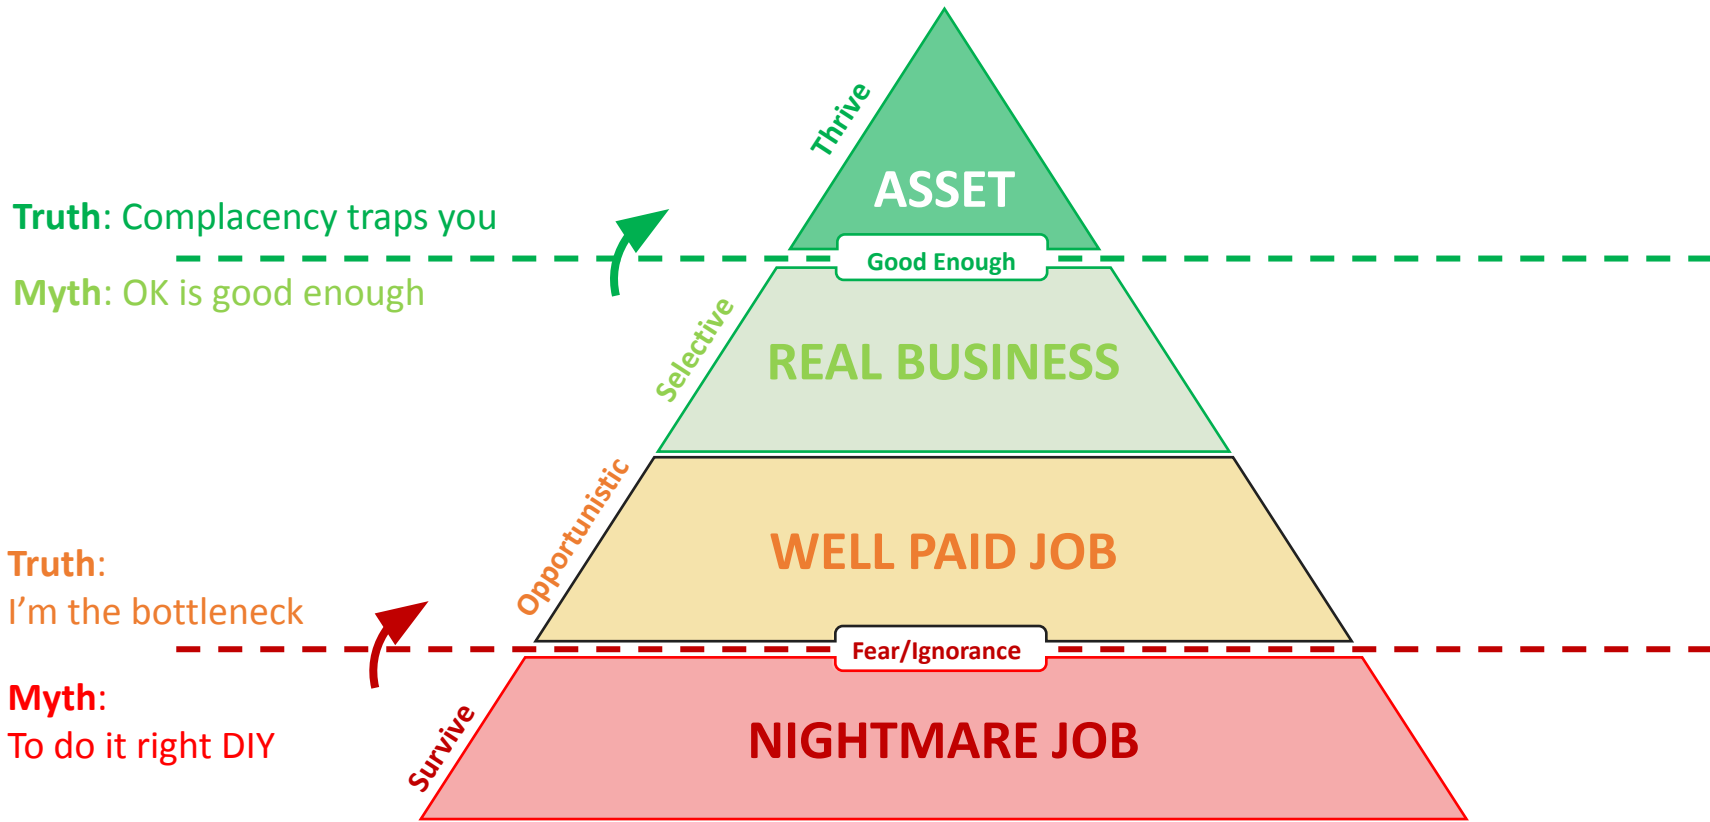 Thrive
ASSET
Truth: Complacency traps you
Good Enough
Myth: OK is good enough
Selective
REAL BUSINESS
Opportunistic
WELL PAID JOB
Truth:
I’m the bottleneck
Fear/Ignorance
Myth:
To do it right DIY
Survive
NIGHTMARE JOB